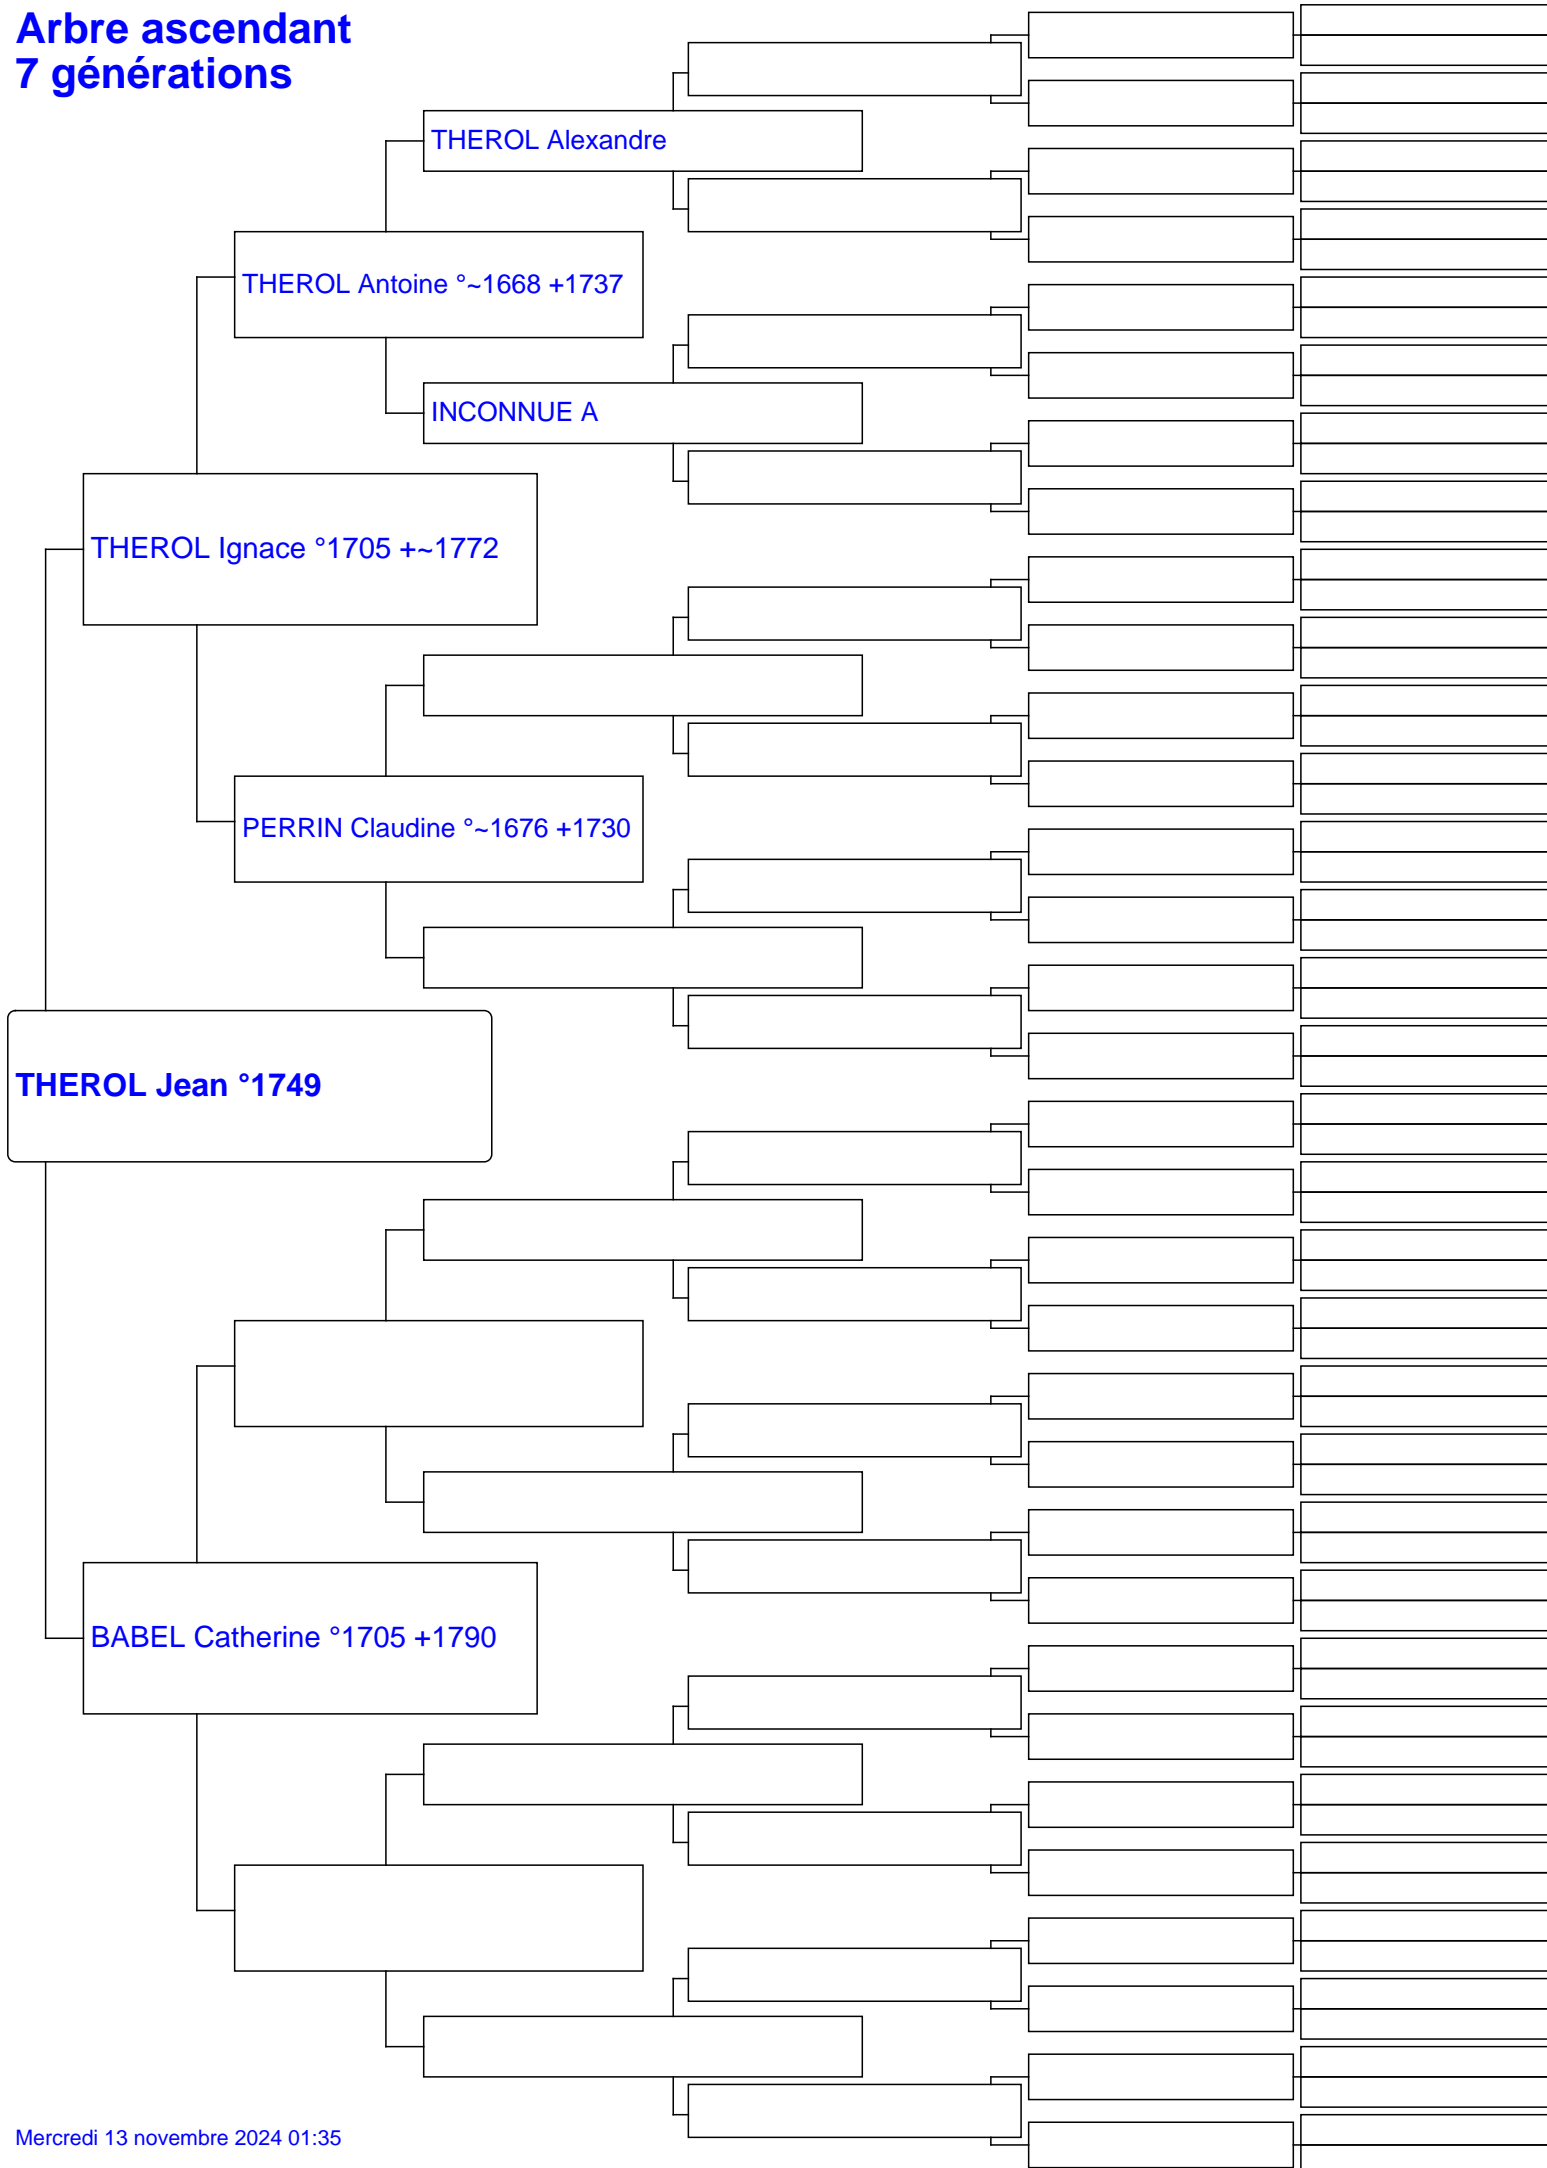 Arbre ascendant
7 générations
THEROL Alexandre
THEROL Antoine °~1668 +1737
INCONNUE A
THEROL Ignace °1705 +~1772
PERRIN Claudine °~1676 +1730
THEROL Jean °1749
BABEL Catherine °1705 +1790
Mercredi 13 novembre 2024 01:35